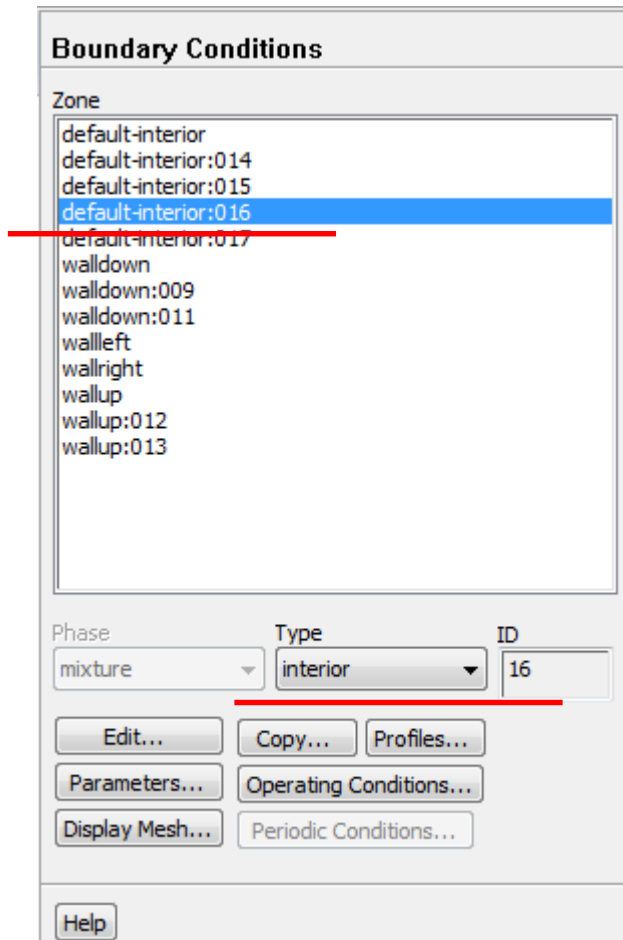 Boundary Conditions
Zone
default-interior
default-interior:014
default-interior:015
default-interior:016
default-interior:017
walldown
walldown:009
walldown:011
wallleft
wallright
wallup
wallup:012
wallup:013
Phase Type ID
mixture interior 16
Edit... Copy... Profiles...
Parameters... Operating Conditions...
Display Mesh... Periodic Conditions...
Help